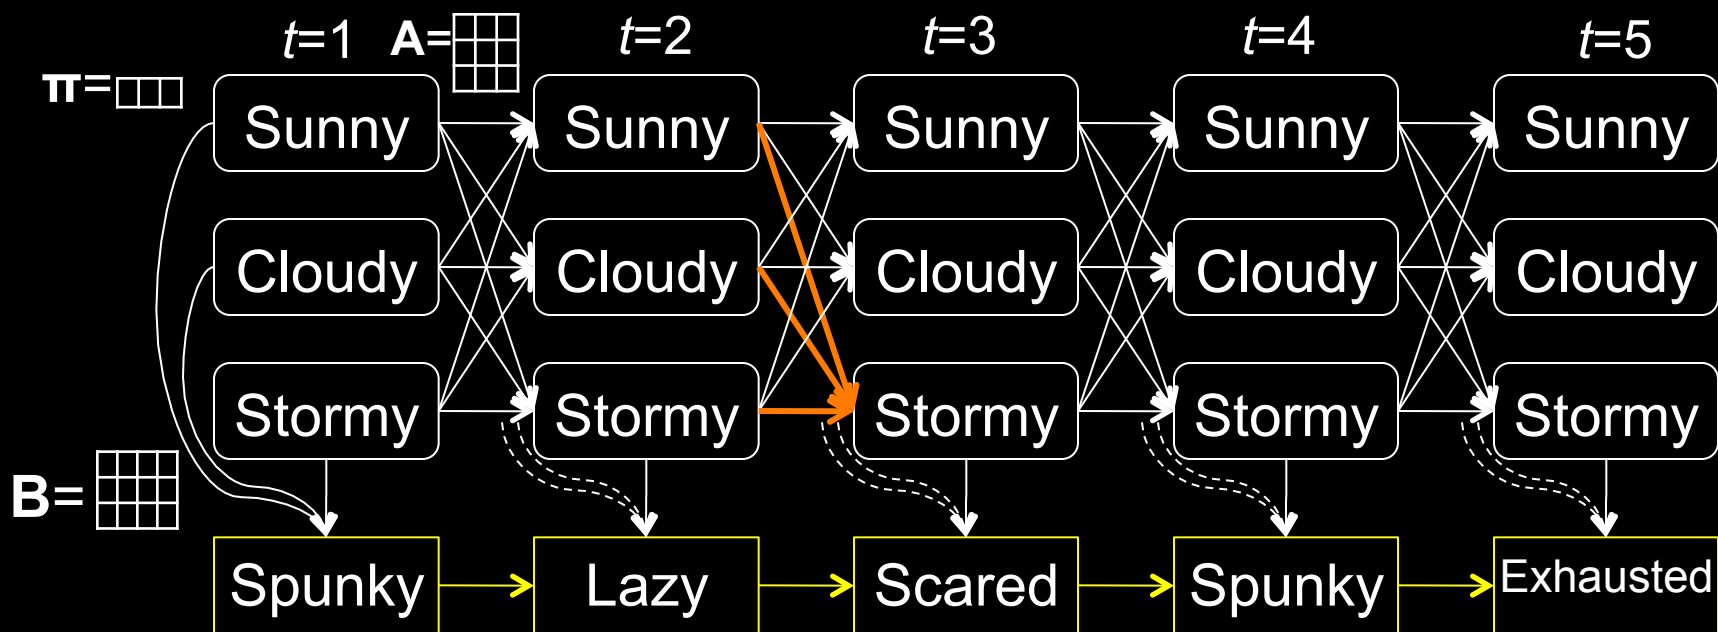 t=1 A= t=2 t=3 t=4 t=5
π=
Sunny Sunny Sunny Sunny Sunny
Cloudy Cloudy Cloudy Cloudy Cloudy
Stormy Stormy Stormy Stormy Stormy
B=
Spunky Lazy Scared Spunky Exhausted